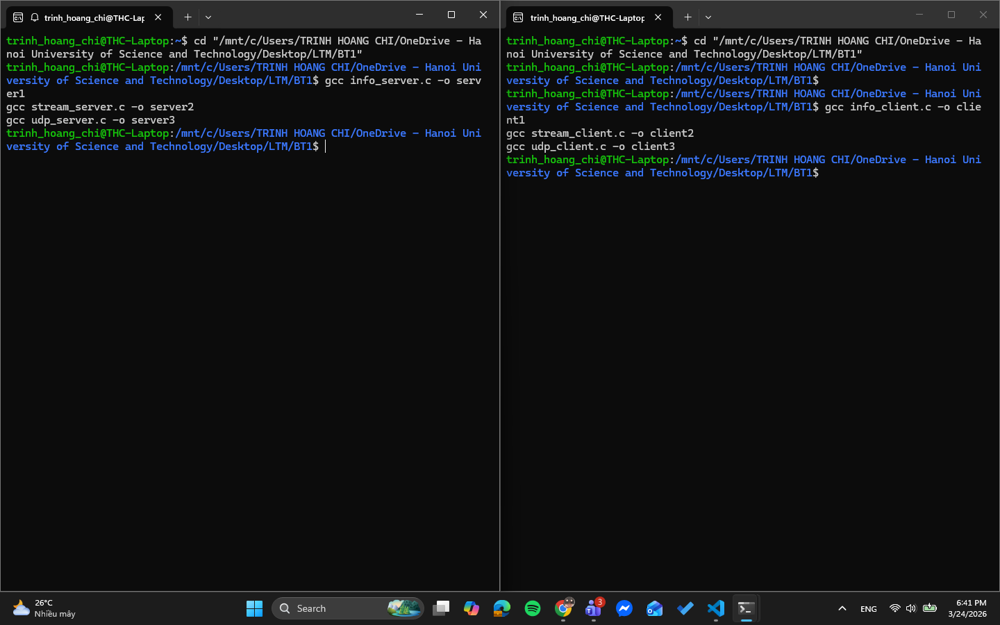 trinh_hoang_chi@THC-Lap
trinh_hoang_chi@THC-Laptop:~$ cd "/mnt/c/Users/TRINH HOANG CHI/OneDrive - Ha
noi University of Science and Technology/Desktop/LTM/BT1"
trinh_hoang_chi@THC-Laptop:/mnt/c/Users/TRINH HOANG CHI/OneDrive - Hanoi Uni
versity of Science and Technology/Desktop/LTM/BT1$ gcc info_server.c -o serv
er1
gcc stream_server.c -o server2
gcc udp_server.c -o server3
trinh_hoang_chi@THC-Laptop:/mnt/c/Users/TRINH HOANG CHI/OneDrive - Hanoi Uni
versity of Science and Technology/Desktop/LTM/BT1$
trinh_hoang_chi@THC-Laptop
trinh_hoang_chi@THC-Laptop:~$ cd "/mnt/c/Users/TRINH HOANG CHI/OneDrive - Ha
noi University of Science and Technology/Desktop/LTM/BT1"
trinh_hoang_chi@THC-Laptop:/mnt/c/Users/TRINH HOANG CHI/OneDrive - Hanoi Uni
versity of Science and Technology/Desktop/LTM/BT1$
trinh_hoang_chi@THC-Laptop:/mnt/c/Users/TRINH HOANG CHI/OneDrive - Hanoi Uni
versity of Science and Technology/Desktop/LTM/BT1$ gcc info_client.c -o clie
nt1
gcc stream_client.c -o client2
gcc udp_client.c -o client3
trinh_hoang_chi@THC-Laptop:/mnt/c/Users/TRINH HOANG CHI/OneDrive - Hanoi Uni
versity of Science and Technology/Desktop/LTM/BT1$
26°C
Nhiều mây
Search
3
ENG
6:41 PM
3/24/2026